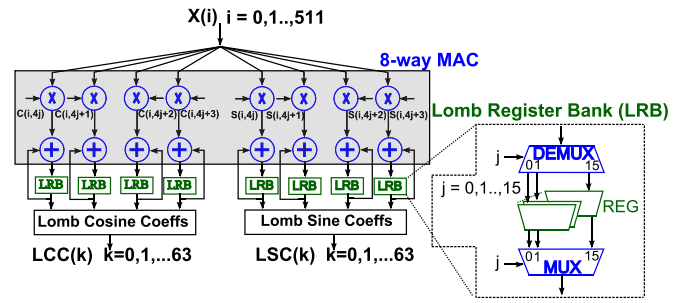 X(i) i = 0,1..,511
8-way MAC
X X X X X X X X
C(i,4j) C(i,4j+1) C(i,4j+2) C(i,4j+3) S(i,4j) S(i,4j+1) S(i,4j+2) S(i,4j+3)
+ + + + + + + +
LRB LRB LRB LRB LRB LRB LRB LRB
Lomb Cosine Coeffs Lomb Sine Coeffs
LCC(k) k=0,1,...63 LSC(k) k=0,1,...63
Lomb Register Bank (LRB)
j DEMUX
01 15
j = 0,1..,15
REG
j 01 15
MUX